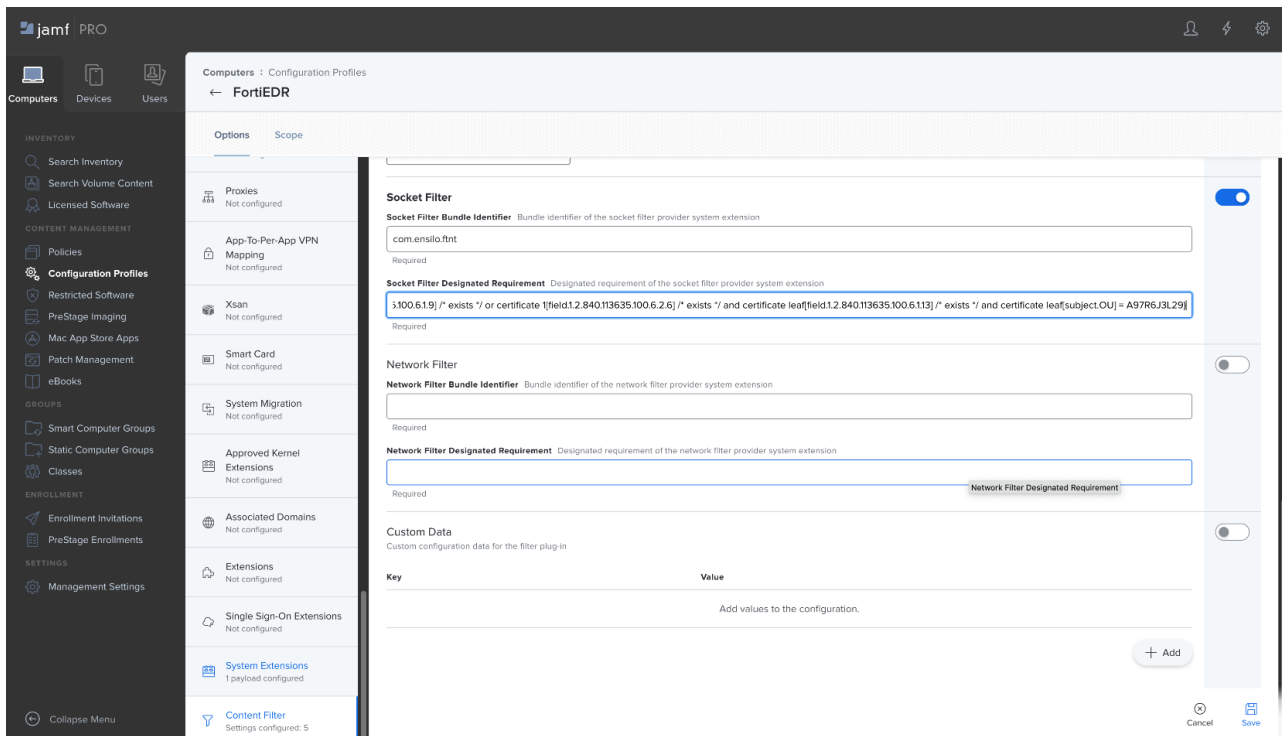 jamf PRO
Computers
Devices
Users
INVENTORY
Search Inventory
Search Volume Content
Licensed Software
CONTENT MANAGEMENT
Policies
Configuration Profiles
Restricted Software
PreStage Imaging
Mac App Store Apps
Patch Management
eBooks
GROUPS
Smart Computer Groups
Static Computer Groups
Classes
ENROLLMENT
Enrollment Invitations
PreStage Enrollments
SETTINGS
Management Settings
Collapse Menu
Computers : Configuration Profiles
← FortiEDR
Options
Scope
Proxies
Not configured
App-To-Per-App VPN
Mapping
Not configured
Xsan
Not configured
Smart Card
Not configured
System Migration
Not configured
Approved Kernel
Extensions
Not configured
Associated Domains
Not configured
Extensions
Not configured
Single Sign-On Extensions
Not configured
System Extensions
1 payload configured
Content Filter
Settings configured: 5
Socket Filter
Socket Filter Bundle Identifier Bundle identifier of the socket filter provider system extension
com.ensilo.ftnt
Required
Socket Filter Designated Requirement Designated requirement of the socket filter provider system extension
.100.6.1.9] /* exists */ or certificate 1[field.1.2.840.113635.100.6.2.6] /* exists */ and certificate leaf[field.1.2.840.113635.100.6.1.13] /* exists */ and certificate leaf[subject.OU] = A97R6J3L29)
Required
Network Filter
Network Filter Bundle Identifier Bundle identifier of the network filter provider system extension
Required
Network Filter Designated Requirement Designated requirement of the network filter provider system extension
Network Filter Designated Requirement
Required
Custom Data
Custom configuration data for the filter plug-in
Key Value
Add values to the configuration.
+ Add
Cancel
Save